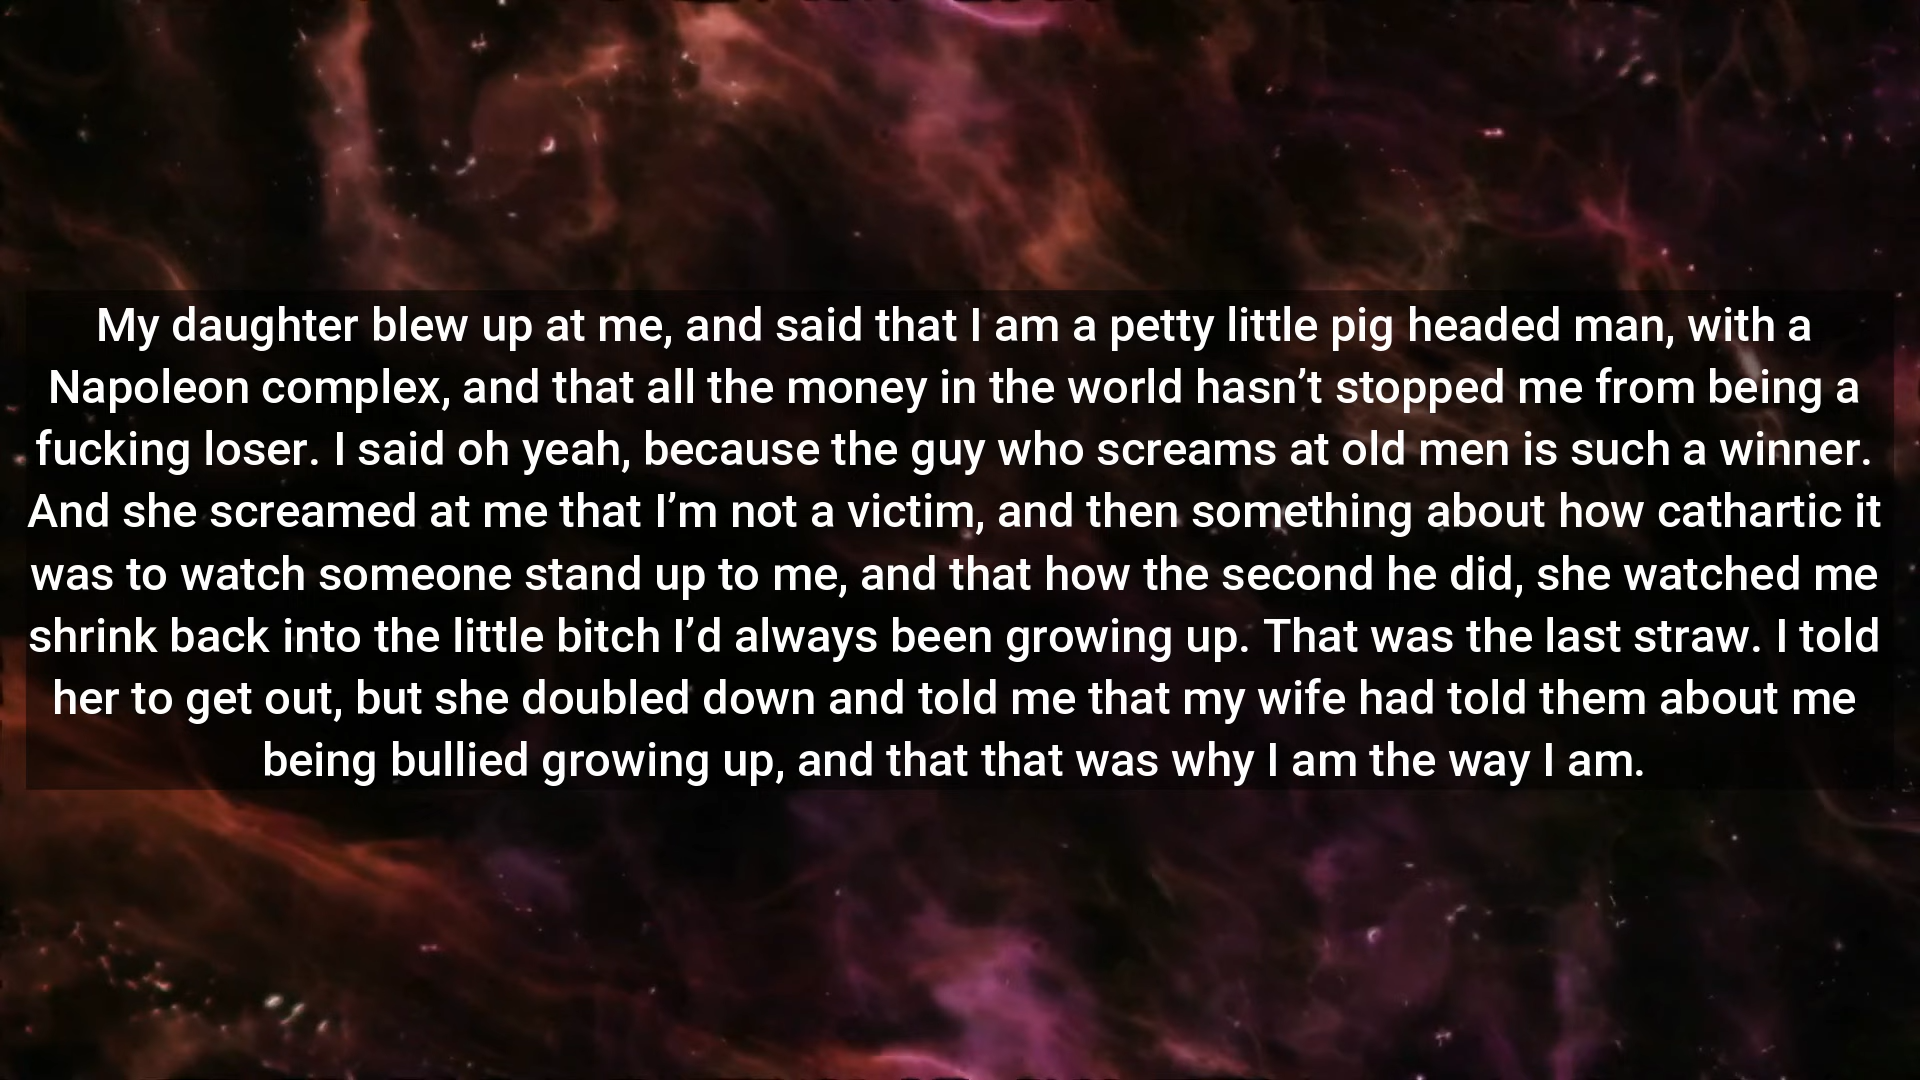 My daughter blew up at me, and said that I am a petty little pig headed man, with a
Napoleon complex, and that all the money in the world hasn’t stopped me from being a
fucking loser. I said oh yeah, because the guy who screams at old men is such a winner.
And she screamed at me that I’m not a victim, and then something about how cathartic it
was to watch someone stand up to me, and that how the second he did, she watched me
shrink back into the little bitch I’d always been growing up. That was the last straw. I told
her to get out, but she doubled down and told me that my wife had told them about me
being bullied growing up, and that that was why I am the way I am.